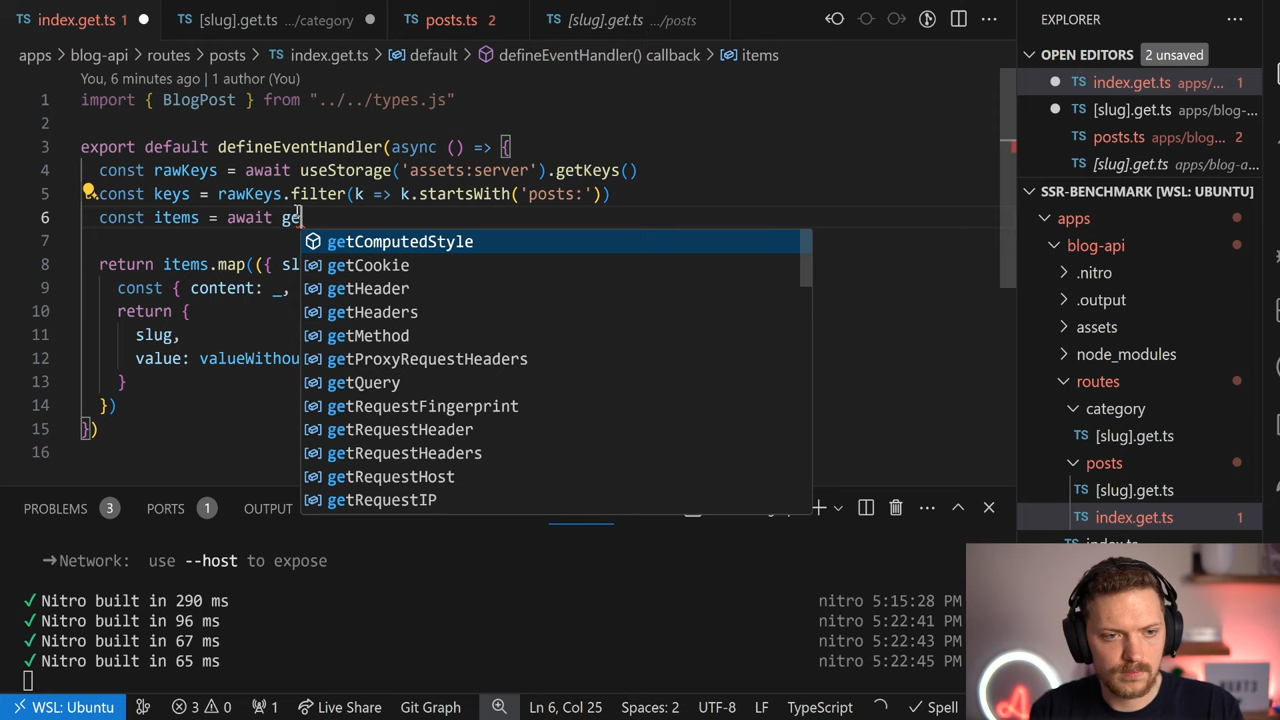 index.get.ts 1
[slug].get.ts .../category
posts.ts 2
[slug].get.ts .../posts
EXPLORER
apps > blog-api > routes > posts > TS index.get.ts > default > defineEventHandler() callback > items
You, 6 minutes ago | 1 author (You)
1 import { BlogPost } from "../../types.js"
2
3 export default defineEventHandler(async () => {
4 const rawKeys = await useStorage('assets:server').getKeys()
5 const keys = rawKeys.filter(k => k.startsWith('posts:'))
6 const items = await ge
7
8 return items.map(({ sl
9 const { content: _,
10 return {
11 slug,
12 value: valueWithou
13 }
14 })
15 })
16
getComputedStyle
getCookie
getHeader
getHeaders
getMethod
getProxyRequestHeaders
getQuery
getRequestFingerprint
getRequestHeader
getRequestHeaders
getRequestHost
getRequestIP
OPEN EDITORS 2 unsaved
TS index.get.ts apps/... 1
TS [slug].get.ts apps/blog-...
TS posts.ts apps/blog-... 2
TS [slug].get.ts apps/blog-a...
SSR-BENCHMARK [WSL: UBUNTU]
apps
blog-api
.nitro
.output
assets
node_modules
routes
category
TS [slug].get.ts
posts
TS [slug].get.ts
TS index.get.ts 1
PROBLEMS 3 PORTS 1 OUTPUT
➜Network: use --host to expose
✓ Nitro built in 290 ms nitro 5:15:28 PM
✓ Nitro built in 96 ms nitro 5:22:41 PM
✓ Nitro built in 67 ms nitro 5:22:43 PM
✓ Nitro built in 65 ms nitro 5:22:45 PM
WSL: Ubuntu 3 0 1 Live Share Git Graph Ln 6, Col 25 Spaces: 2 UTF-8 LF TypeScript Spell